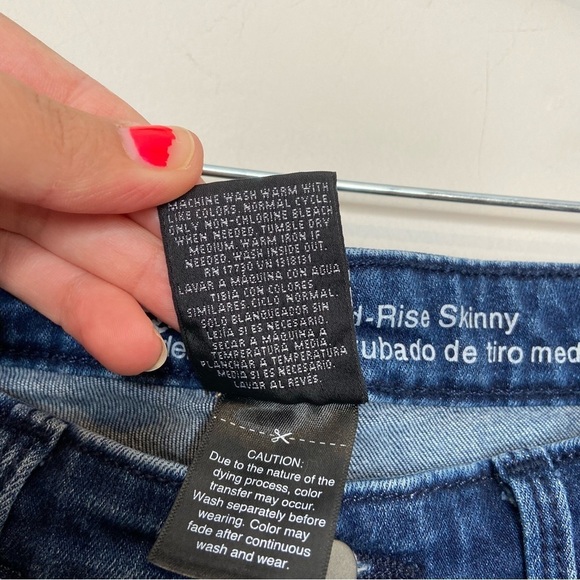 MACHINE WASH WARM WITH
LIKE COLORS. NORMAL CYCLE
ONLY NON-CHLORINE BLEACH
WHEN NEEDED. TUMBLE DRY
MEDIUM. WARM IRON IF
NEEDED. WASH INSIDE OUT.
RN 17730
LAVAR A MÁQUINA CON AGUA
TIBIA CON COLORES
SIMILARES. CICLO NORMAL.
SOLO BLANQUEADOR SIN
LEJÍA SI ES NECESARIO.
SECAR A MÁQUINA A
TEMPERATURA MEDIA.
PLANCHAR A TEMPERATURA
MEDIA SI ES NECESARIO.
LAVAR AL REVÉS.
d-Rise Skinny
ubado de tiro med
CAUTION:
Due to the nature of the
dying process, color
transfer may occur.
Wash separately before
wearing. Color may
fade after continuous
wash and wear.